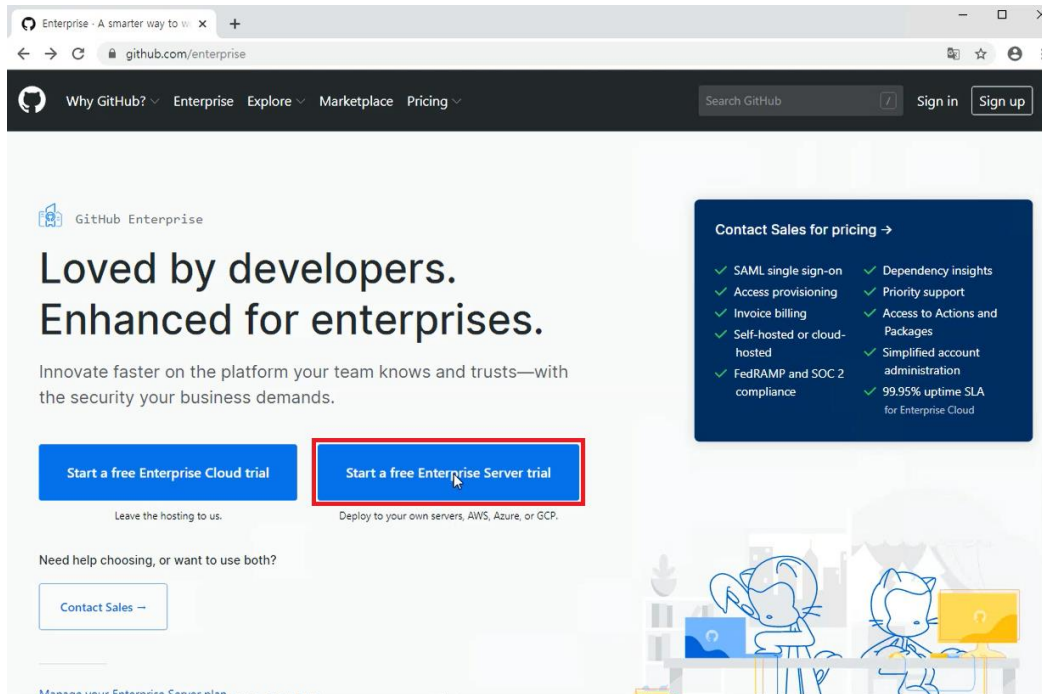 Enterprise - A smarter way to w
github.com/enterprise
Why GitHub? Enterprise Explore Marketplace Pricing Search GitHub / Sign in Sign up
GitHub Enterprise
Loved by developers.
Enhanced for enterprises.
Innovate faster on the platform your team knows and trusts—with
the security your business demands.
Start a free Enterprise Cloud trial
Leave the hosting to us.
Start a free Enterprise Server trial
Deploy to your own servers, AWS, Azure, or GCP.
Need help choosing, or want to use both?
Contact Sales →
Manage your Enterprise Server plan
Contact Sales for pricing →
✓ SAML single sign-on
✓ Access provisioning
✓ Invoice billing
✓ Self-hosted or cloud-
hosted
✓ FedRAMP and SOC 2
compliance
✓ Dependency insights
✓ Priority support
✓ Access to Actions and
Packages
✓ Simplified account
administration
✓ 99.95% uptime SLA
for Enterprise Cloud